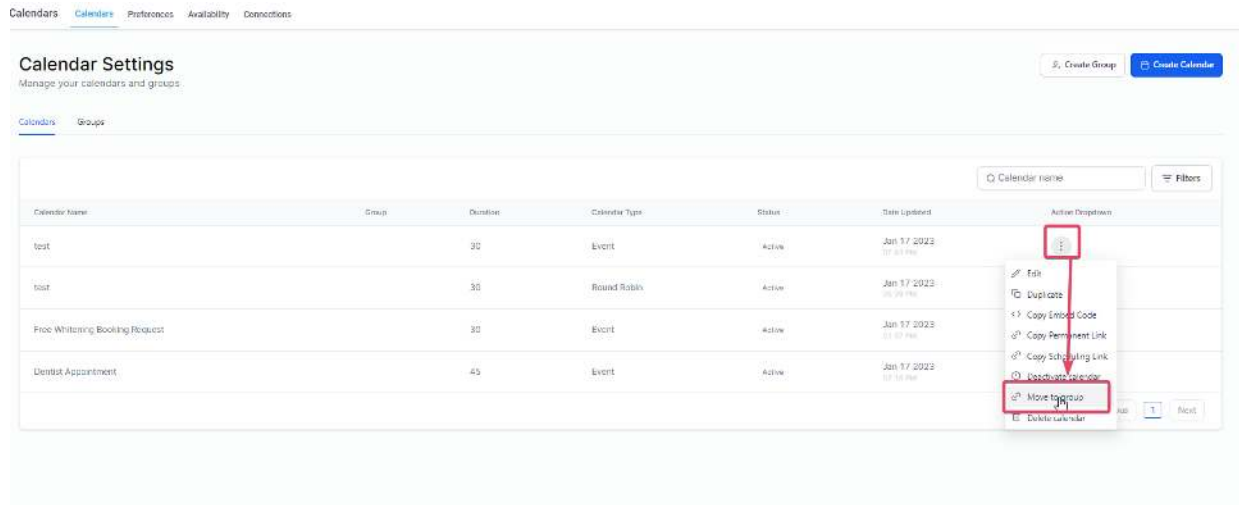 Calendars Calendars Preferences Availability Connections
Calendar Settings
Manage your calendars and groups
Create Group
Create Calendar
Calendars Groups
Calendar name
Filters
Calendar Name Group Duration Calendar Type Status Date Updated Action Dropdown
test 30 Event Active Jan 17 2023
test 30 Round Robin Active Jan 17 2023
Free Whitening Booking Request 30 Event Active Jan 17 2023
Dentist Appointment 45 Event Active Jan 17 2023
Edit
Duplicate
Copy Embed Code
Copy Permanent Link
Copy Scheduling Link
Deactivate calendar
Move to group
Delete calendar
1 Next